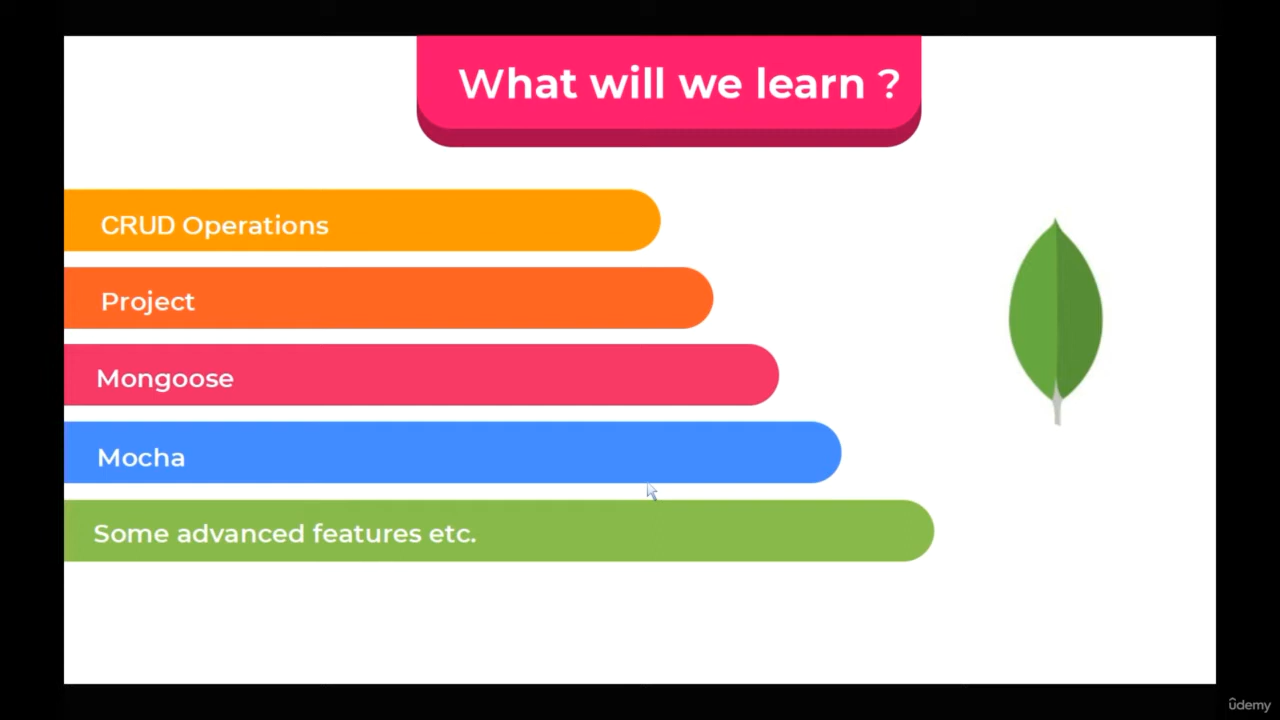 What will we learn ?
CRUD Operations
Project
Mongoose
Mocha
Some advanced features etc.
ûdemy